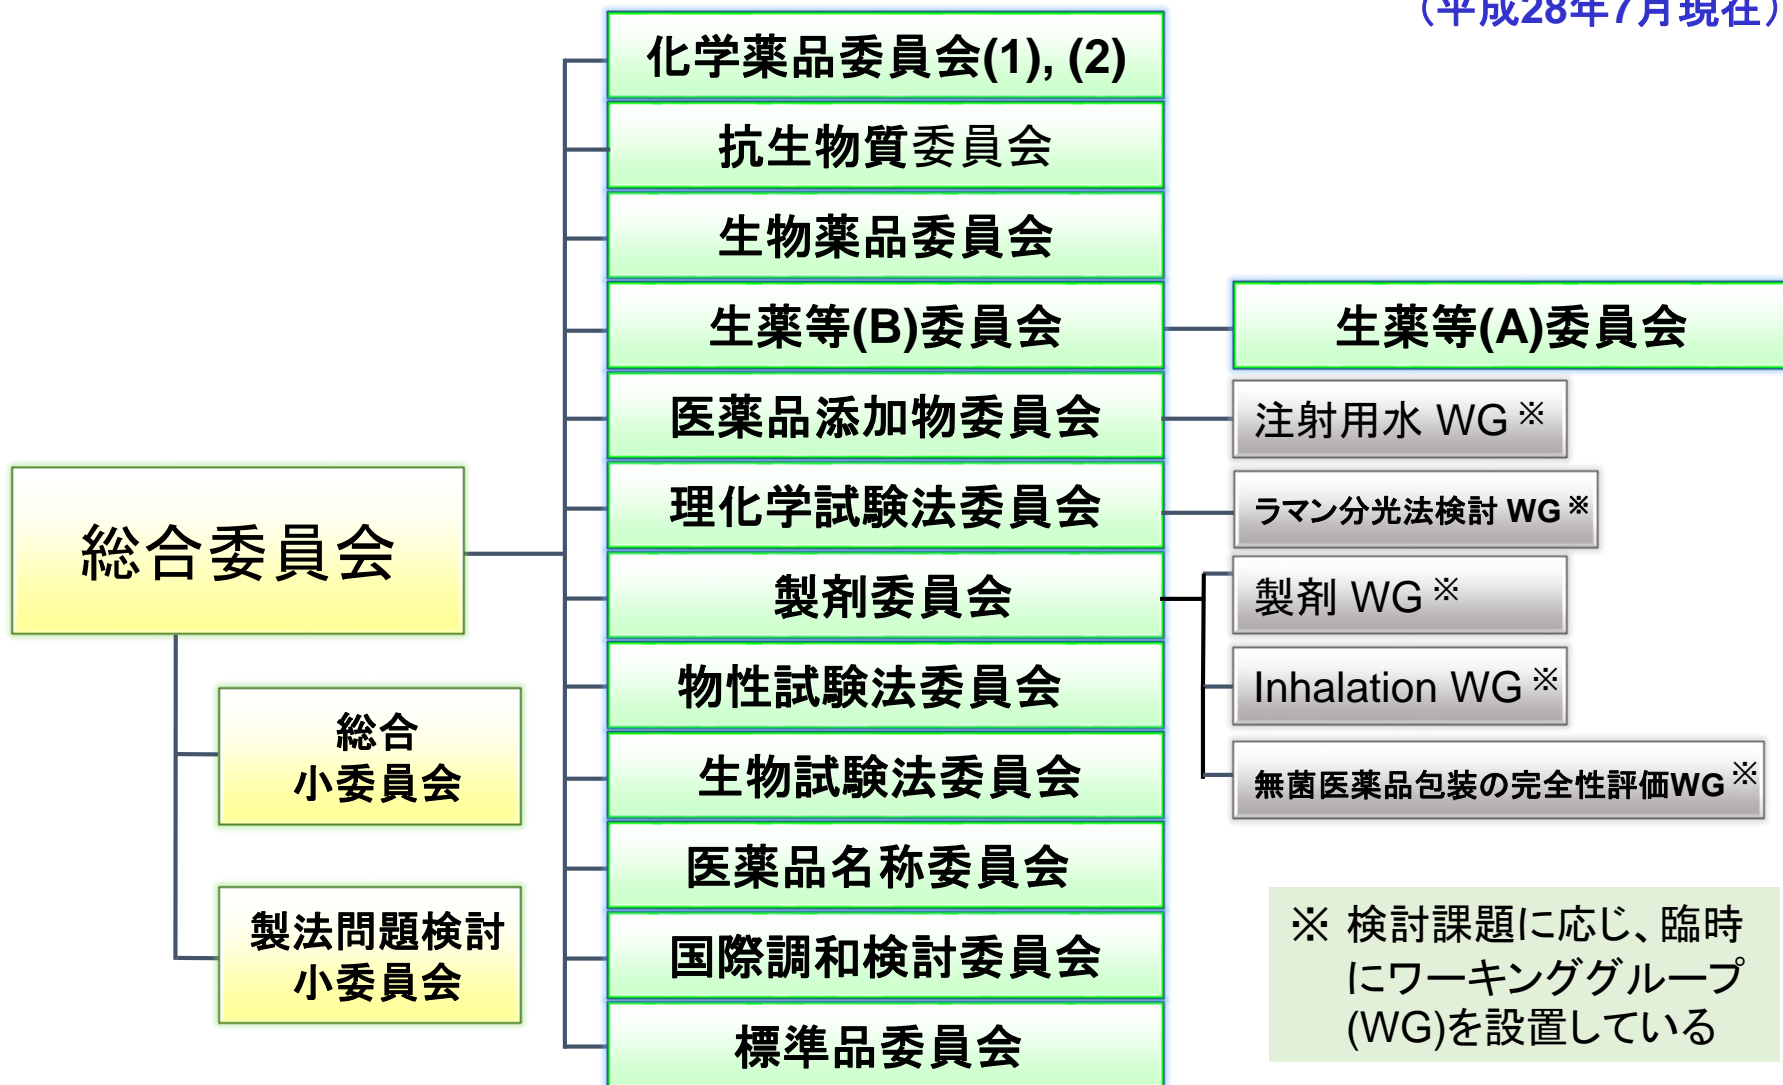 （平成28年7月現在）
化学薬品委員会(1), (2)
抗生物質委員会
生物薬品委員会
生薬等(B)委員会
生薬等(A)委員会
医薬品添加物委員会
注射用水 WG※
理化学試験法委員会
ラマン分光法検討 WG※
総合委員会
製剤委員会
製剤 WG※
物性試験法委員会
Inhalation WG※
総合
小委員会
生物試験法委員会
無菌医薬品包装の完全性評価WG※
医薬品名称委員会
製法問題検討
小委員会
国際調和検討委員会
標準品委員会
※ 検討課題に応じ、臨時
にワーキンググループ
(WG)を設置している